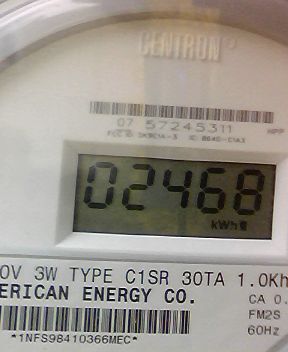 CENTRON®
07 57245311
HPP
02468
kWh
0V 3W TYPE C1SR 30TA 1.0Kh
ERICAN ENERGY CO.
CA 0.
FM2S
60Hz
*1NFS98410366MEC*